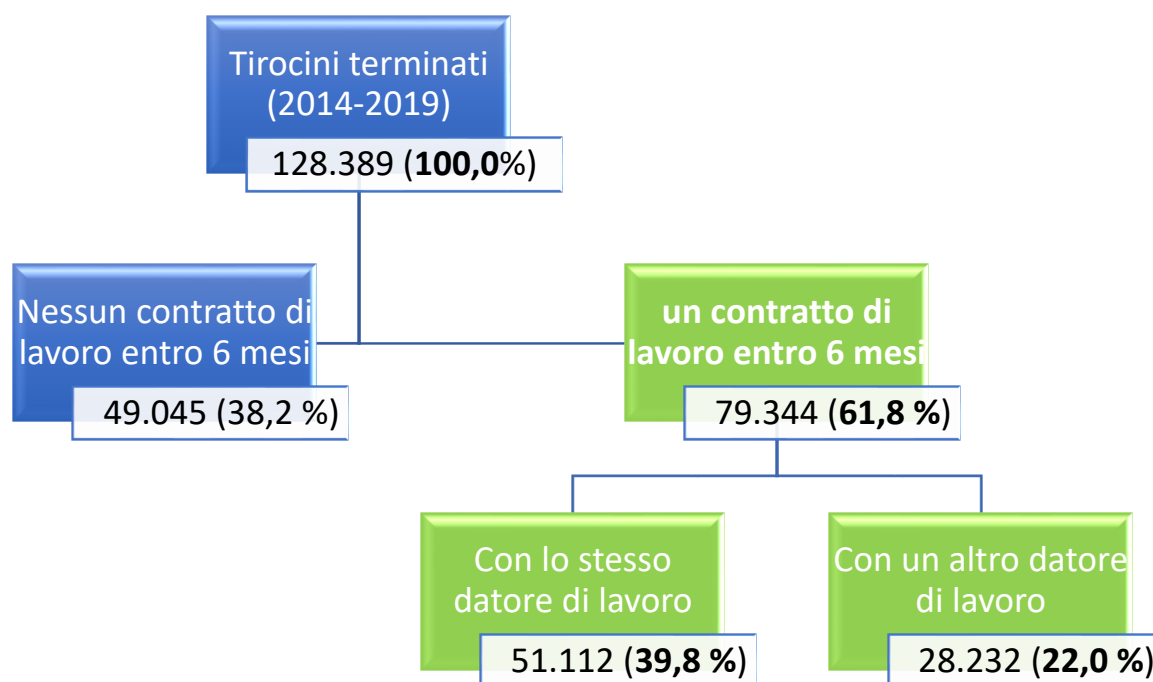 Tirocini terminati
(2014-2019)
128.389 (100,0%)
Nessun contratto di
lavoro entro 6 mesi
49.045 (38,2 %)
un contratto di
lavoro entro 6 mesi
79.344 (61,8 %)
Con lo stesso
datore di lavoro
51.112 (39,8 %)
Con un altro datore
di lavoro
28.232 (22,0 %)